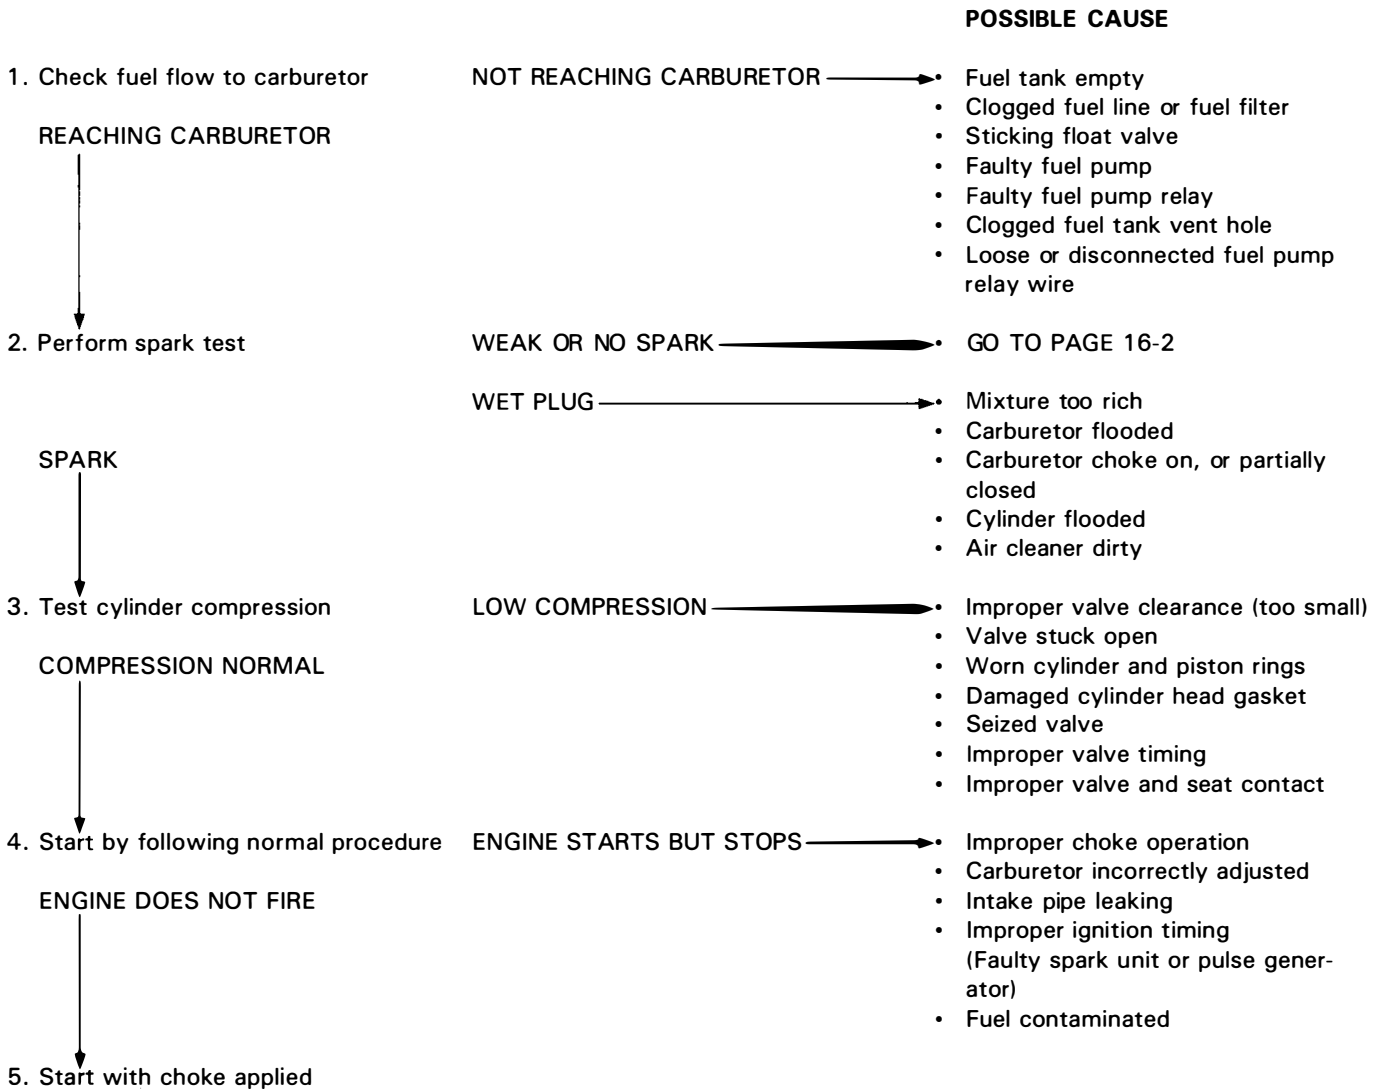 POSSIBLE CAUSE
1. Check fuel flow to carburetor
REACHING CARBURETOR
NOT REACHING CARBURETOR
• Fuel tank empty
• Clogged fuel line or fuel filter
• Sticking float valve
• Faulty fuel pump
• Faulty fuel pump relay
• Clogged fuel tank vent hole
• Loose or disconnected fuel pump
relay wire
2. Perform spark test
WEAK OR NO SPARK
• GO TO PAGE 16-2
WET PLUG
• Mixture too rich
• Carburetor flooded
• Carburetor choke on, or partially
closed
• Cylinder flooded
• Air cleaner dirty
SPARK
3. Test cylinder compression
COMPRESSION NORMAL
LOW COMPRESSION
• Improper valve clearance (too small)
• Valve stuck open
• Worn cylinder and piston rings
• Damaged cylinder head gasket
• Seized valve
• Improper valve timing
• Improper valve and seat contact
4. Start by following normal procedure
ENGINE DOES NOT FIRE
ENGINE STARTS BUT STOPS
• Improper choke operation
• Carburetor incorrectly adjusted
• Intake pipe leaking
• Improper ignition timing
(Faulty spark unit or pulse gener-
ator)
• Fuel contaminated
5. Start with choke applied